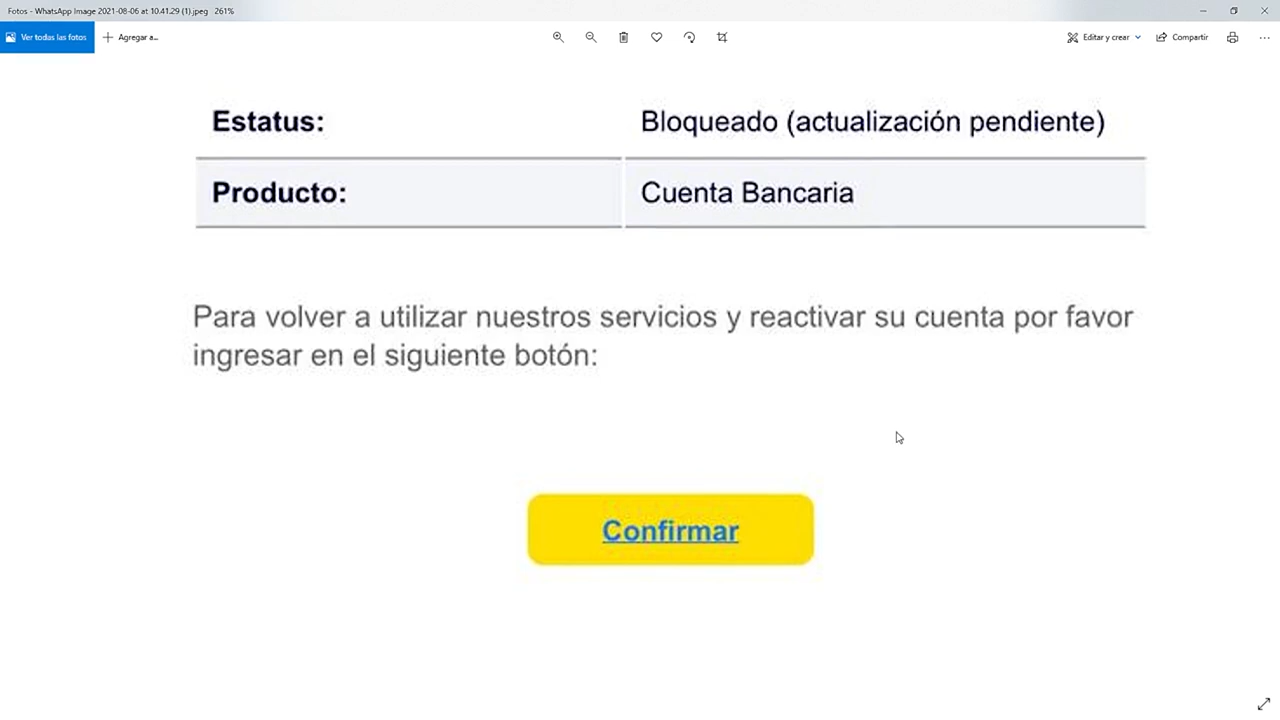 Fotos - WhatsApp Image 2021-08-06 at 10.41.29 (1).jpeg 261%
Ver todas las fotos
Agregar a...
Editar y crear
Compartir
Estatus: Bloqueado (actualización pendiente)
Producto: Cuenta Bancaria
Para volver a utilizar nuestros servicios y reactivar su cuenta por favor
ingresar en el siguiente botón:
Confirmar